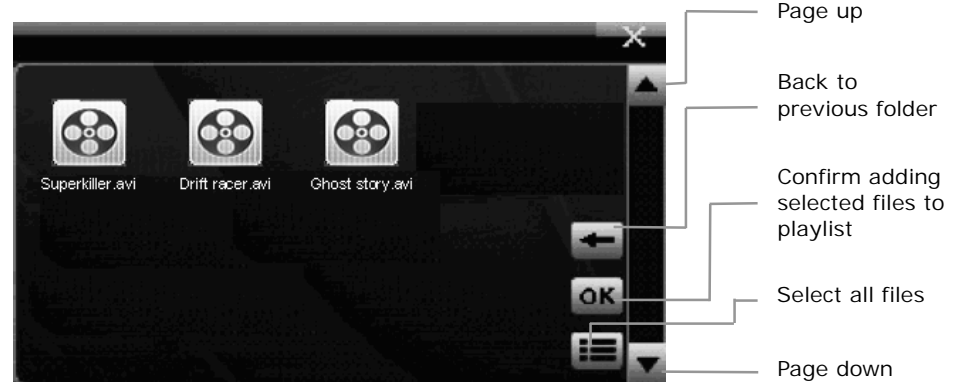 Page up
Back to
previous folder
Superkiller.avi Drift racer.avi Ghost story.avi
Confirm adding
selected files to
playlist
OK
Select all files
Page down